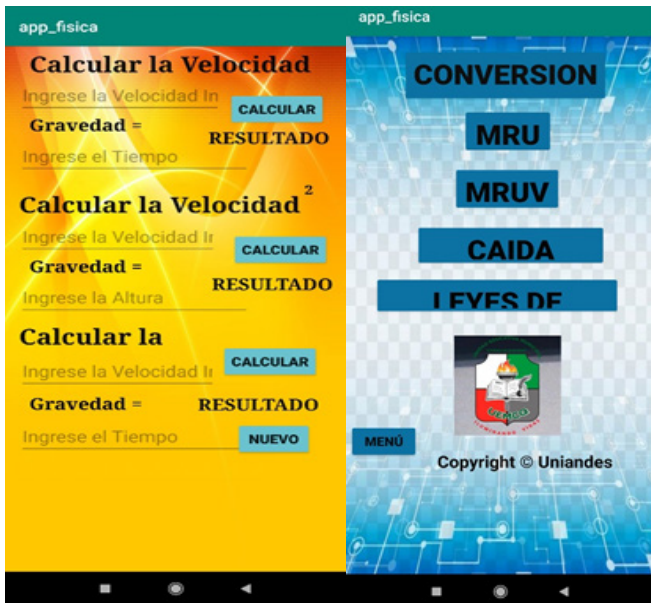 app_fisica
Calcular la Velocidad
Ingrese la Velocidad In
CALCULAR
Gravedad =
RESULTADO
Ingrese el Tiempo
Calcular la Velocidad ²
Ingrese la Velocidad Ir
CALCULAR
Gravedad =
RESULTADO
Ingrese la Altura
Calcular la
Ingrese la Velocidad Ir
CALCULAR
Gravedad =
RESULTADO
Ingrese el Tiempo
NUEVO
app_fisica
CONVERSION
MRU
MRUV
CAIDA
LEYES DE
MENÚ
Copyright © Uniandes